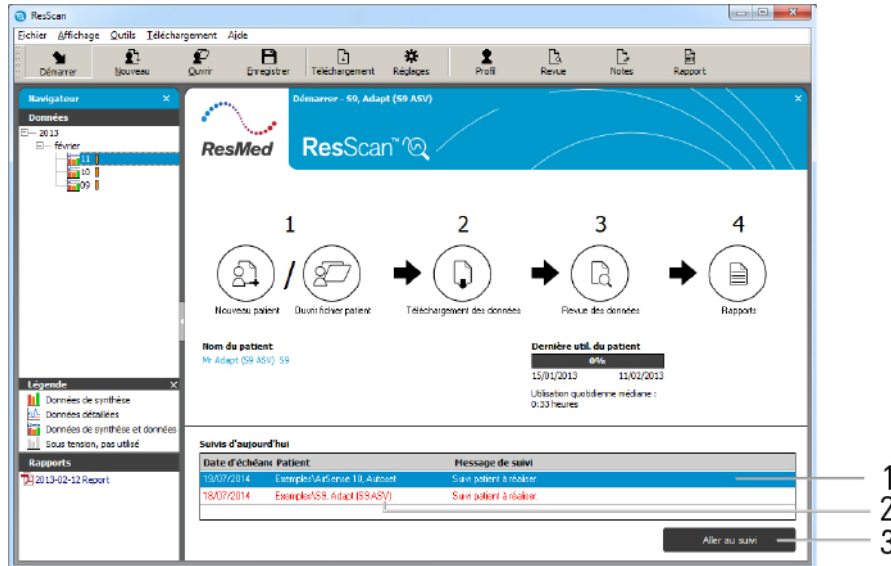 ResScan
Fichier Affichage Outils Téléchargement Aide
Démarrer Nouveau Ouvrir Enregistrer Téléchargement Réglages Profil Revue Notes Rapport
Navigateur
Données
2013
février
11
10
09
Légende
Données de synthèse
Données détaillées
Données de synthèse et données
Sous tension, pas utilisé
Rapports
2013-02-12 Report
Démarrer - S9, Adapt (S9 ASV)
ResMed
ResScan™
1 2 3 4
Nouveau patient / Ouvrir fichier patient Téléchargement des données Revue des données Rapports
Nom du patient
Mr Adapt (S9 ASV) S9
Dernière util. du patient
0%
15/01/2013 11/02/2013
Utilisation quotidienne médiane :
0:33 heures
Suivis d'aujourd'hui
Date d'échéanc Patient Message de suivi
19/07/2014 Exemples\AirSense 10, Autoset Suivi patient à réaliser.
18/07/2014 Exemples\S9, Adapt (S9 ASV) Suivi patient à réaliser.
Aller au suivi
1
2
3